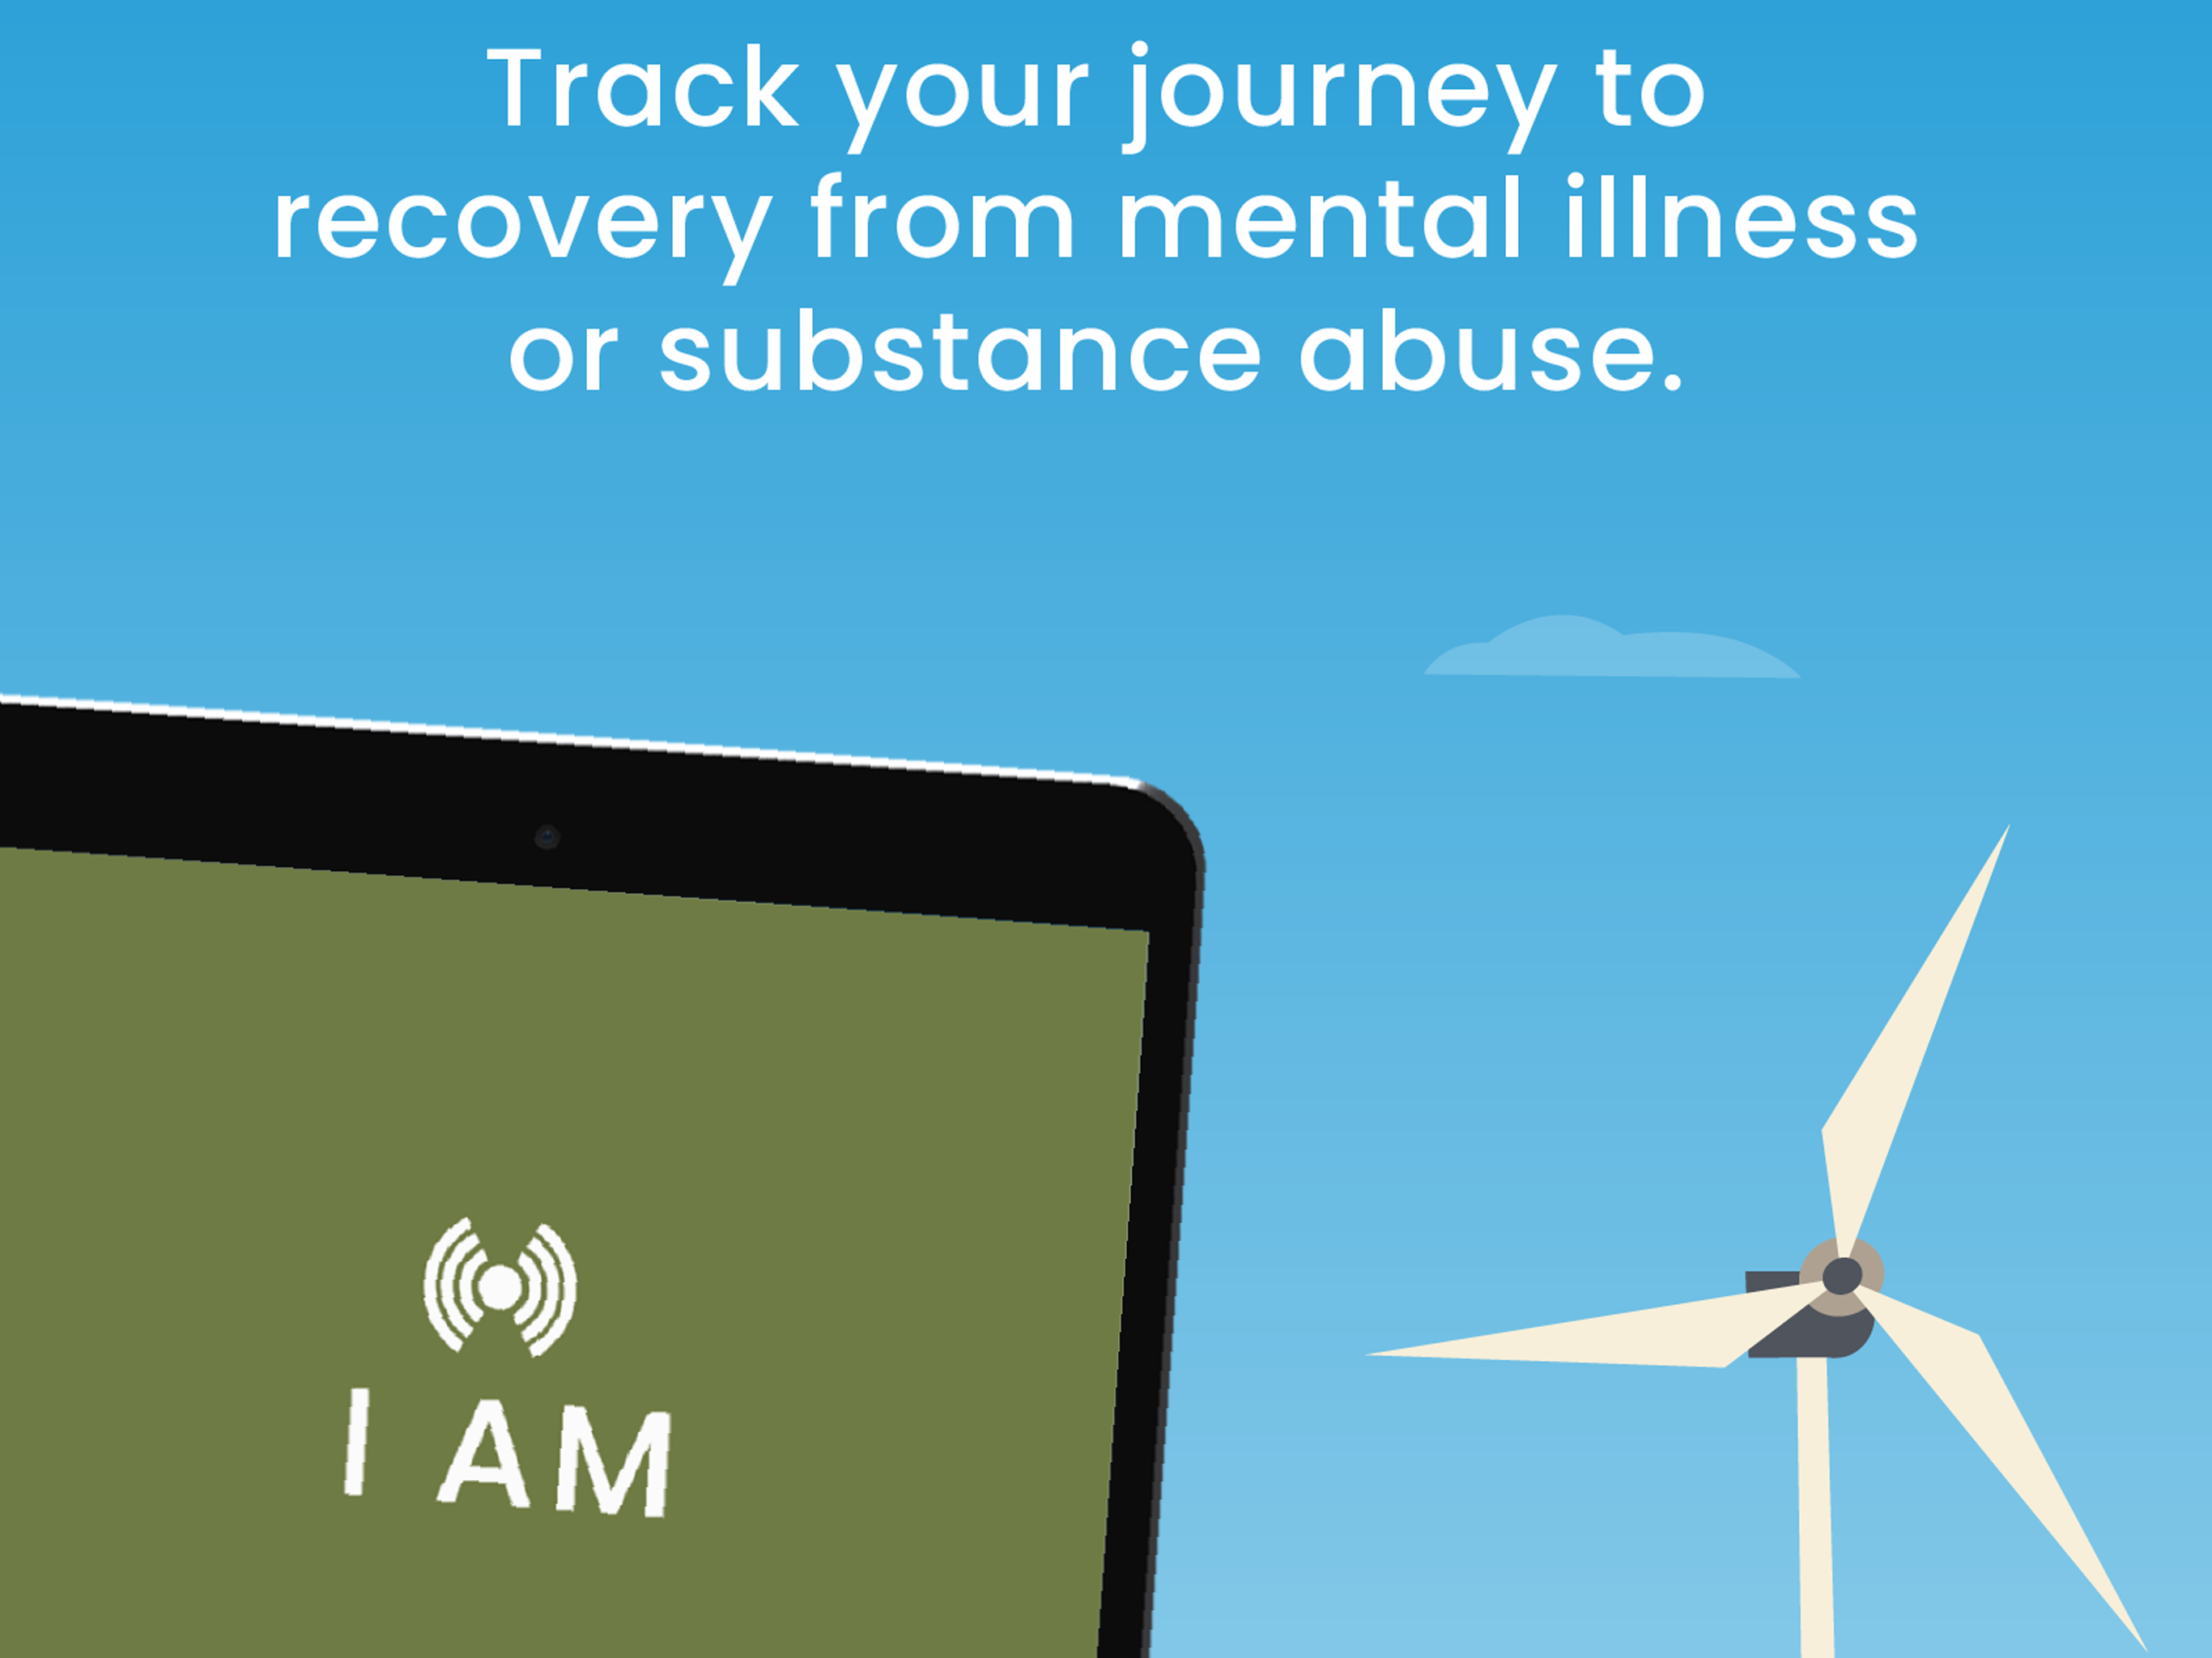 Track your journey to
recovery from mental illness
or substance abuse.
I AM